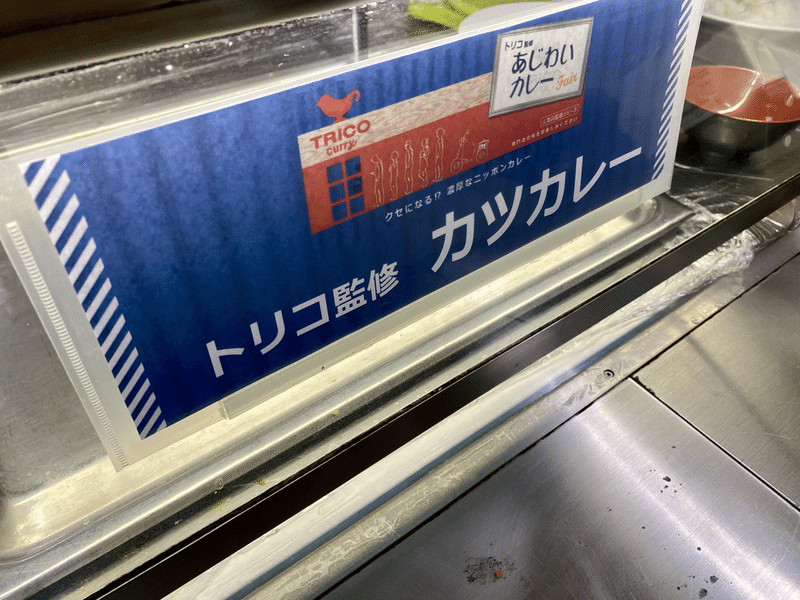 トリコ監修
あじわい
カレー Fair
TRICO
curry
クセになる!? 濃厚なニッポンカレー
トリコ監修 カツカレー